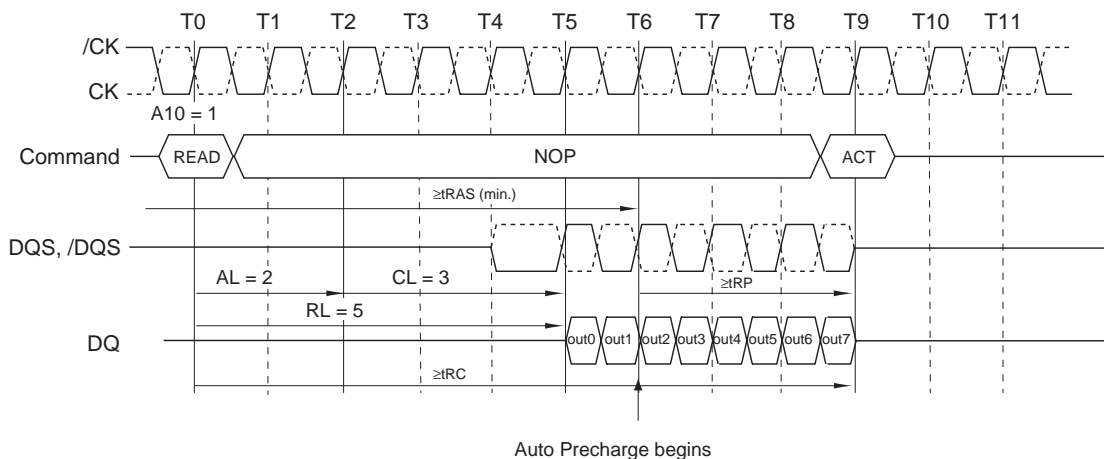 T0 T1 T2 T3 T4 T5 T6 T7 T8 T9 T10 T11
/CK
CK
A10 = 1
Command READ NOP ACT
≥tRAS (min.)
DQS, /DQS
AL = 2 CL = 3 ≥tRP
RL = 5
DQ out0 out1 out2 out3 out4 out5 out6 out7
≥tRC
Auto Precharge begins